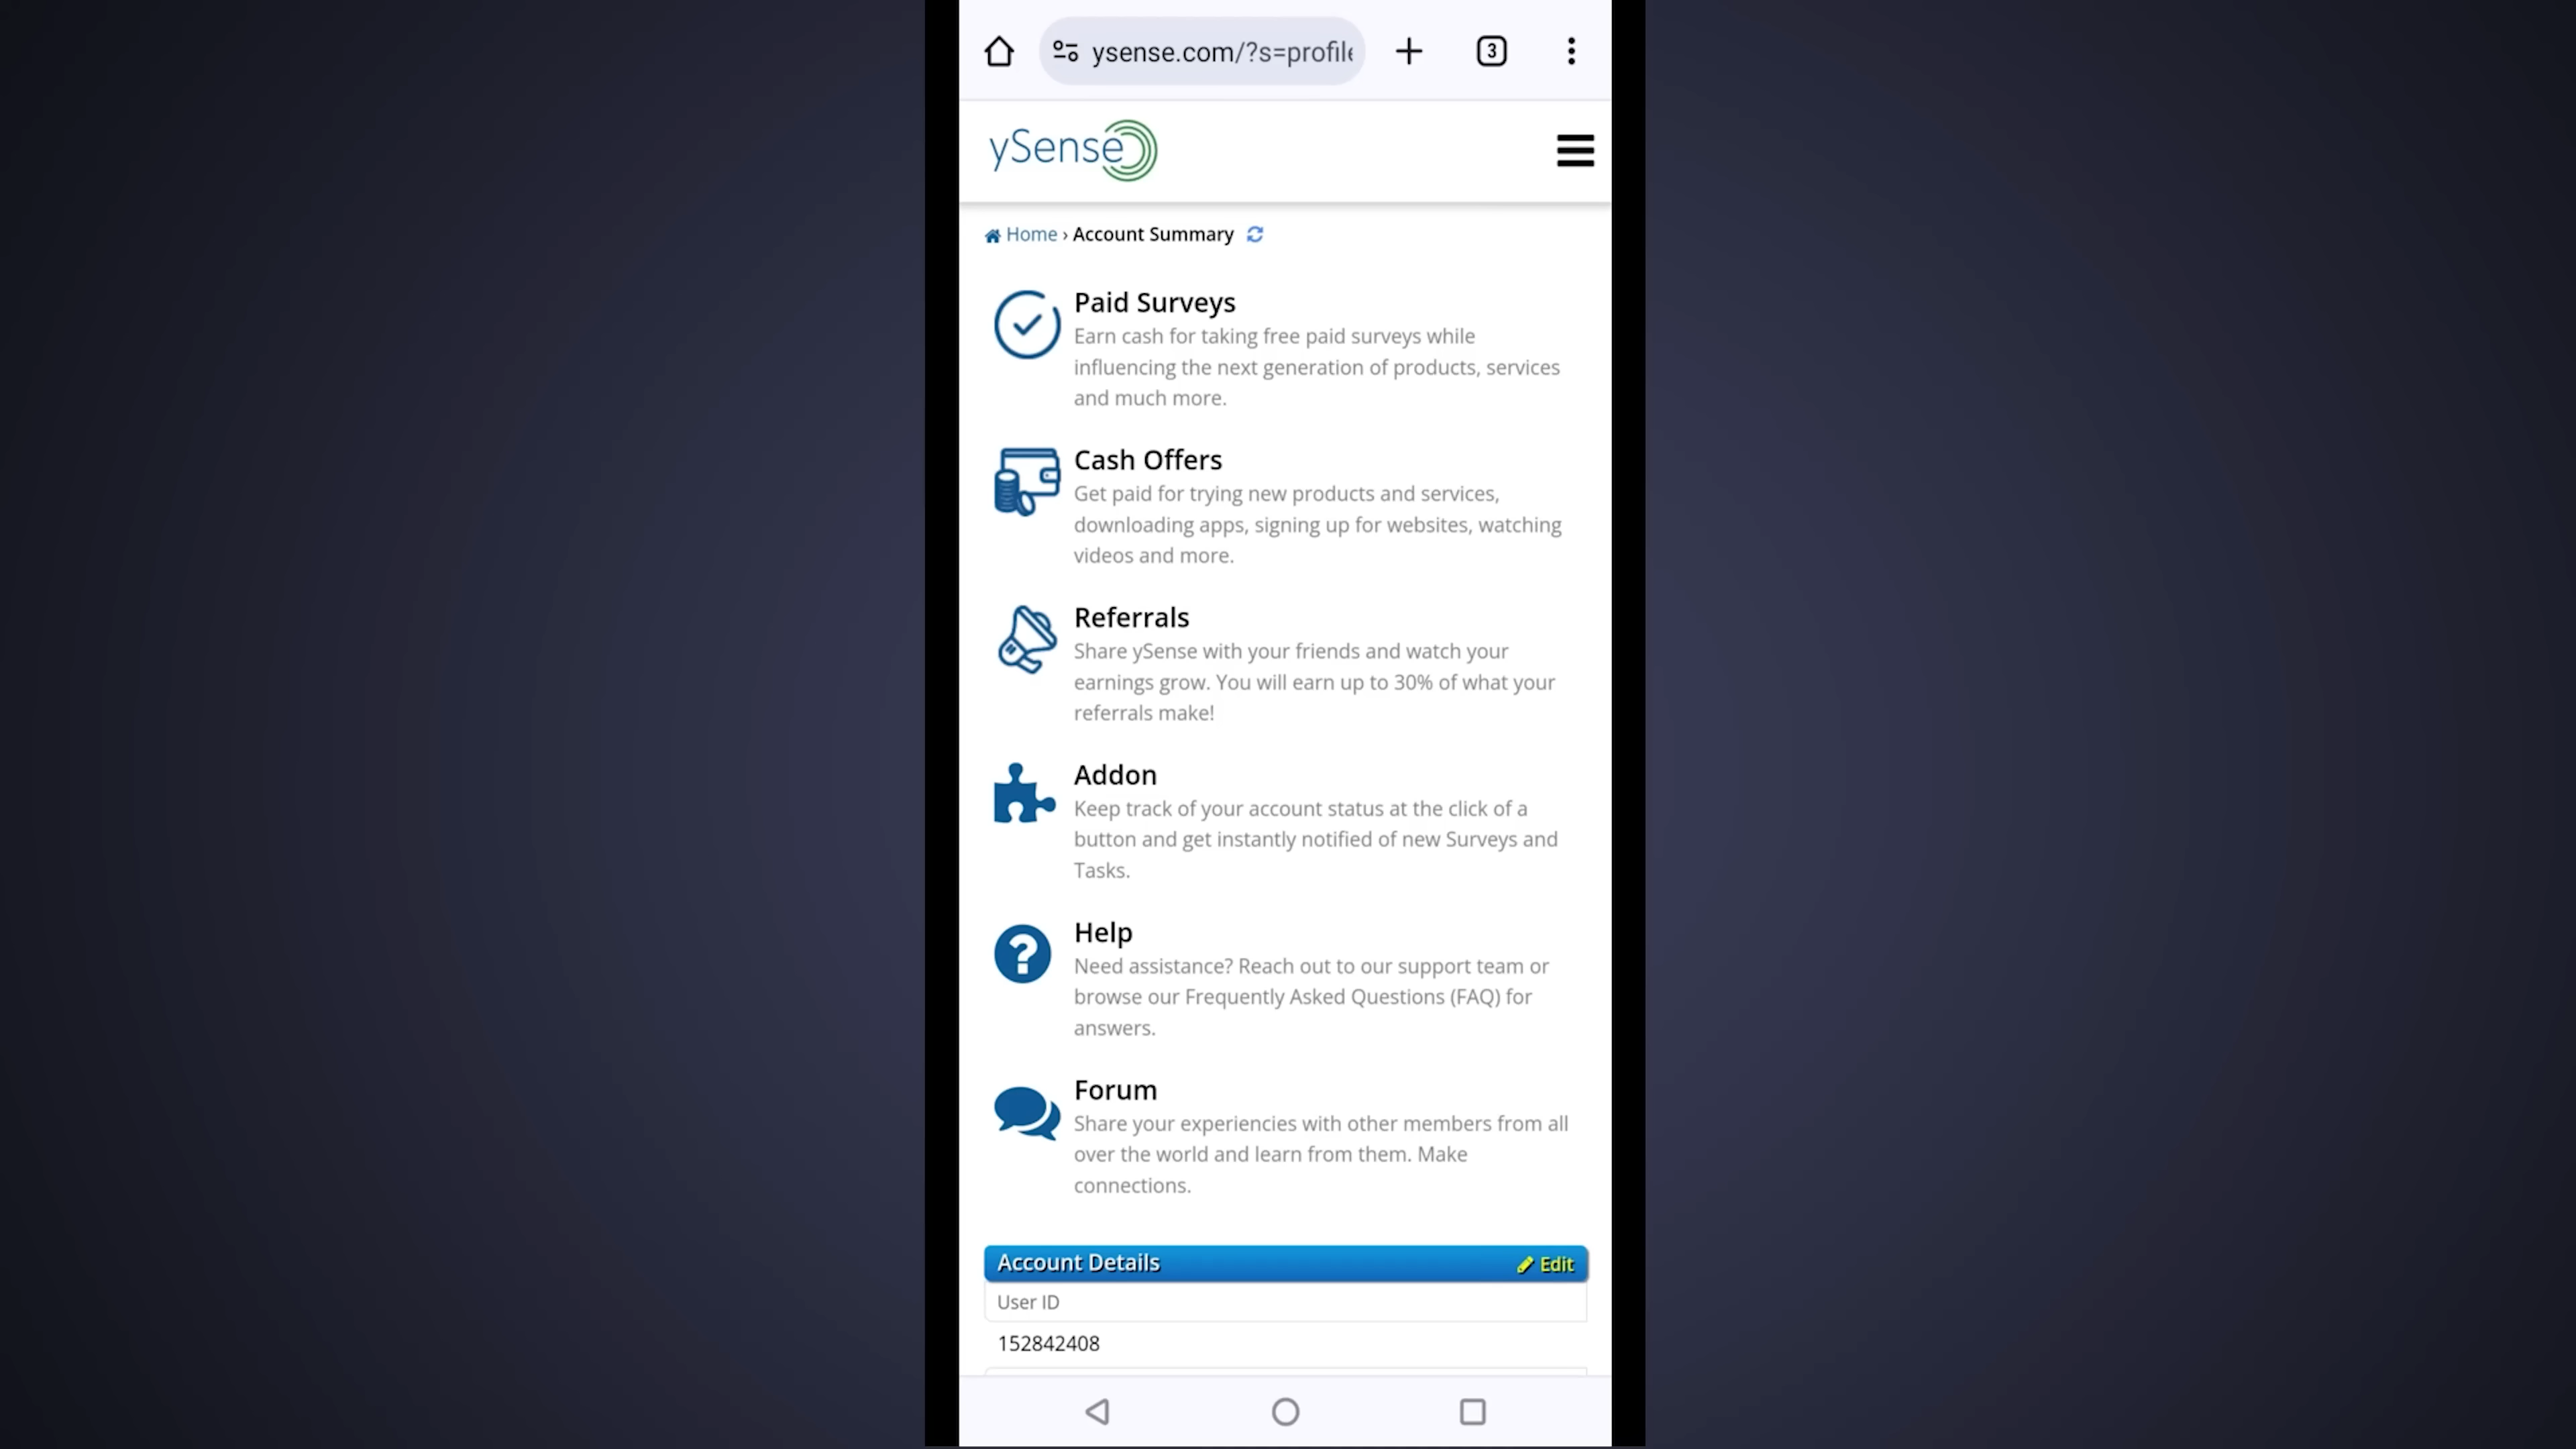 ysense.com/?s=profile
3
ySense
Home › Account Summary
Paid Surveys
Earn cash for taking free paid surveys while
influencing the next generation of products, services
and much more.
Cash Offers
Get paid for trying new products and services,
downloading apps, signing up for websites, watching
videos and more.
Referrals
Share ySense with your friends and watch your
earnings grow. You will earn up to 30% of what your
referrals make!
Addon
Keep track of your account status at the click of a
button and get instantly notified of new Surveys and
Tasks.
Help
Need assistance? Reach out to our support team or
browse our Frequently Asked Questions (FAQ) for
answers.
Forum
Share your experiencies with other members from all
over the world and learn from them. Make
connections.
Account Details
Edit
User ID
152842408